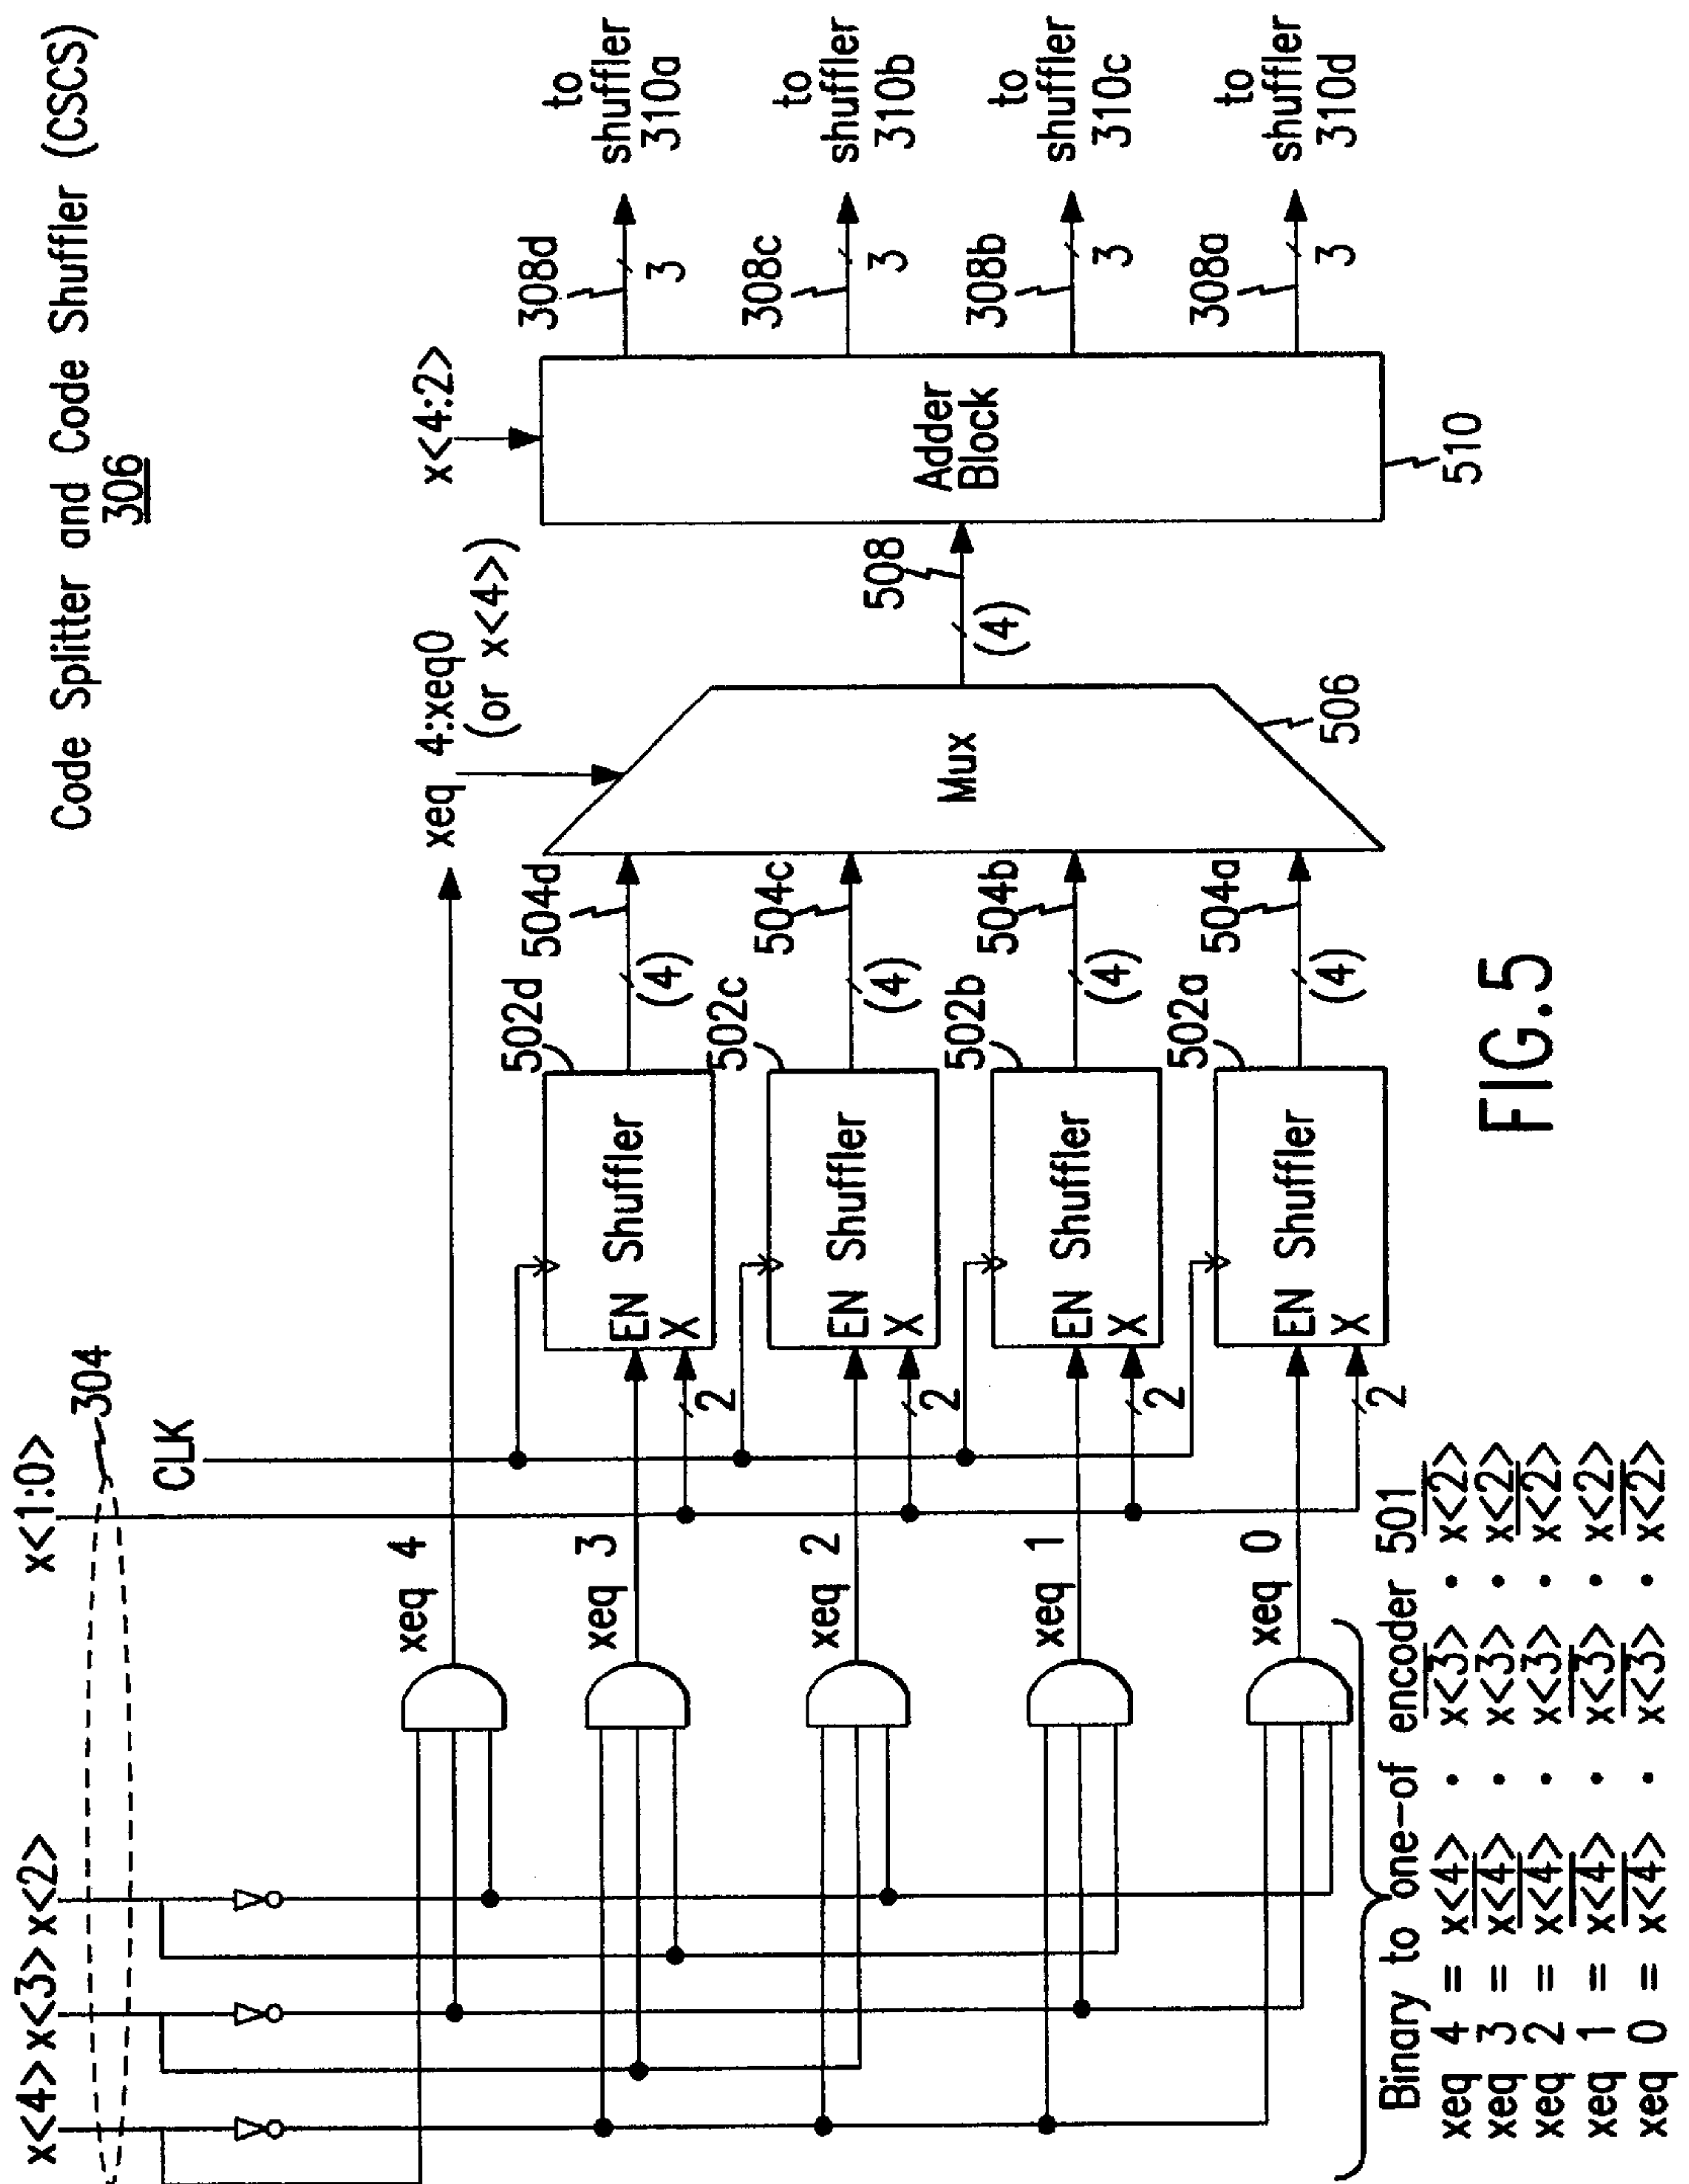 Code Splitter and Code Shuffler (CSCS)
306
x<4> x<3> x<2>
x<1:0>
304
CLK
xeq 4
xeq 4::xeq0
(or x<4>)
x<4:2>
xeq 3
2
EN Shuffler
X
502d
504d
(4)
308d
3
to
shuffler
310a
xeq 2
2
EN Shuffler
X
502c
504c
(4)
308c
3
to
shuffler
310b
Mux
506
508
(4)
Adder
Block
510
xeq 1
2
EN Shuffler
X
502b
504b
(4)
308b
3
to
shuffler
310c
xeq 0
2
EN Shuffler
X
502a
504a
(4)
308a
3
to
shuffler
310d
Binary to one-of encoder 501
xeq 4 = x<4> • x̅<̅3̅>̅ • x̅<̅2̅>̅
xeq 3 = x̅<̅4̅>̅ • x<3> • x<2>
xeq 2 = x̅<̅4̅>̅ • x<3> • x̅<̅2̅>̅
xeq 1 = x̅<̅4̅>̅ • x̅<̅3̅>̅ • x<2>
xeq 0 = x̅<̅4̅>̅ • x̅<̅3̅>̅ • x̅<̅2̅>̅
FIG.5